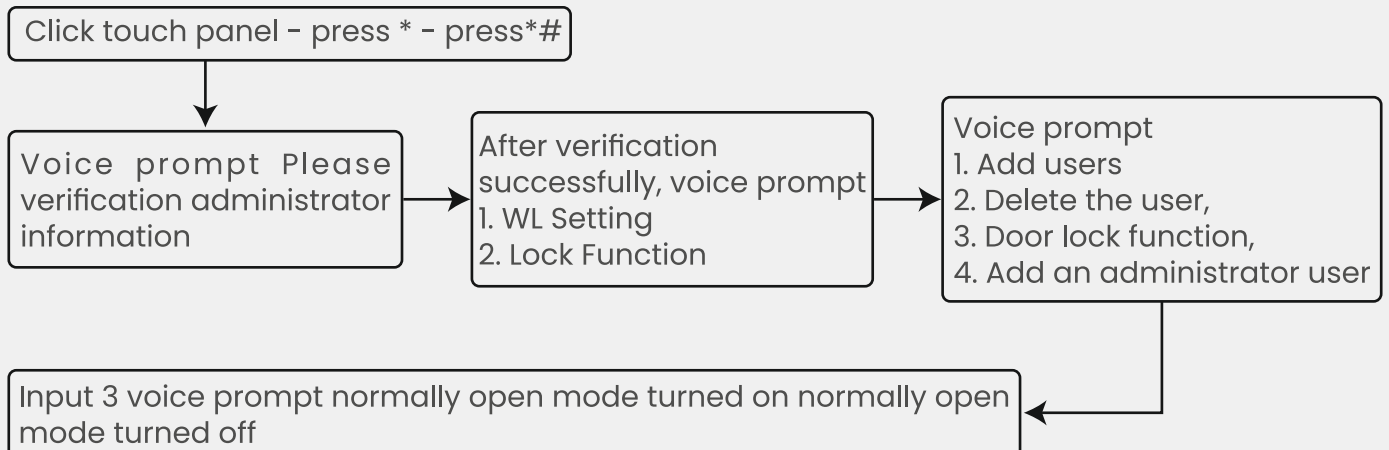 Click touch panel - press * - press*#
Voice prompt Please
verification administrator
information
After verification
successfully, voice prompt
1. WL Setting
2. Lock Function
Voice prompt
1. Add users
2. Delete the user,
3. Door lock function,
4. Add an administrator user
Input 3 voice prompt normally open mode turned on normally open
mode turned off